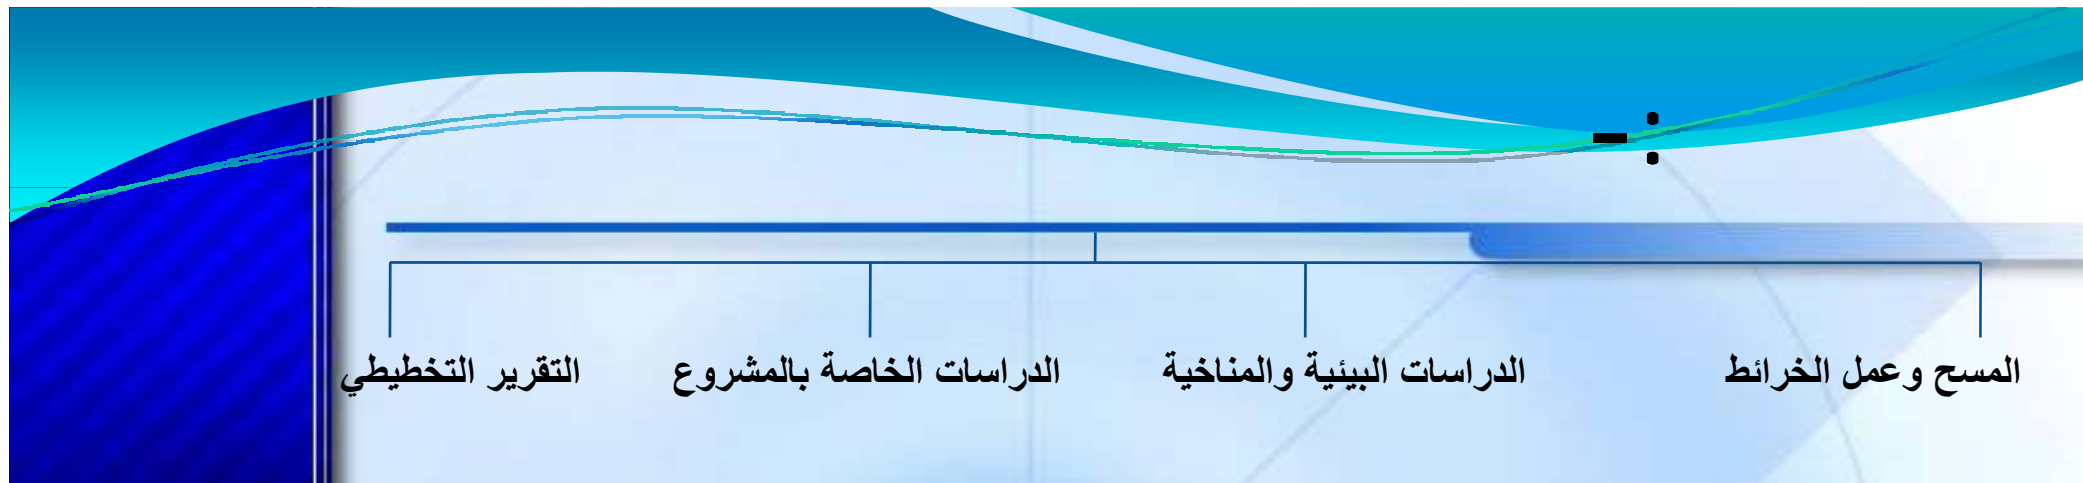 :-
المسح وعمل الخرائط
الدراسات البيئية والمناخية
الدراسات الخاصة بالمشروع
التقرير التخطيطي